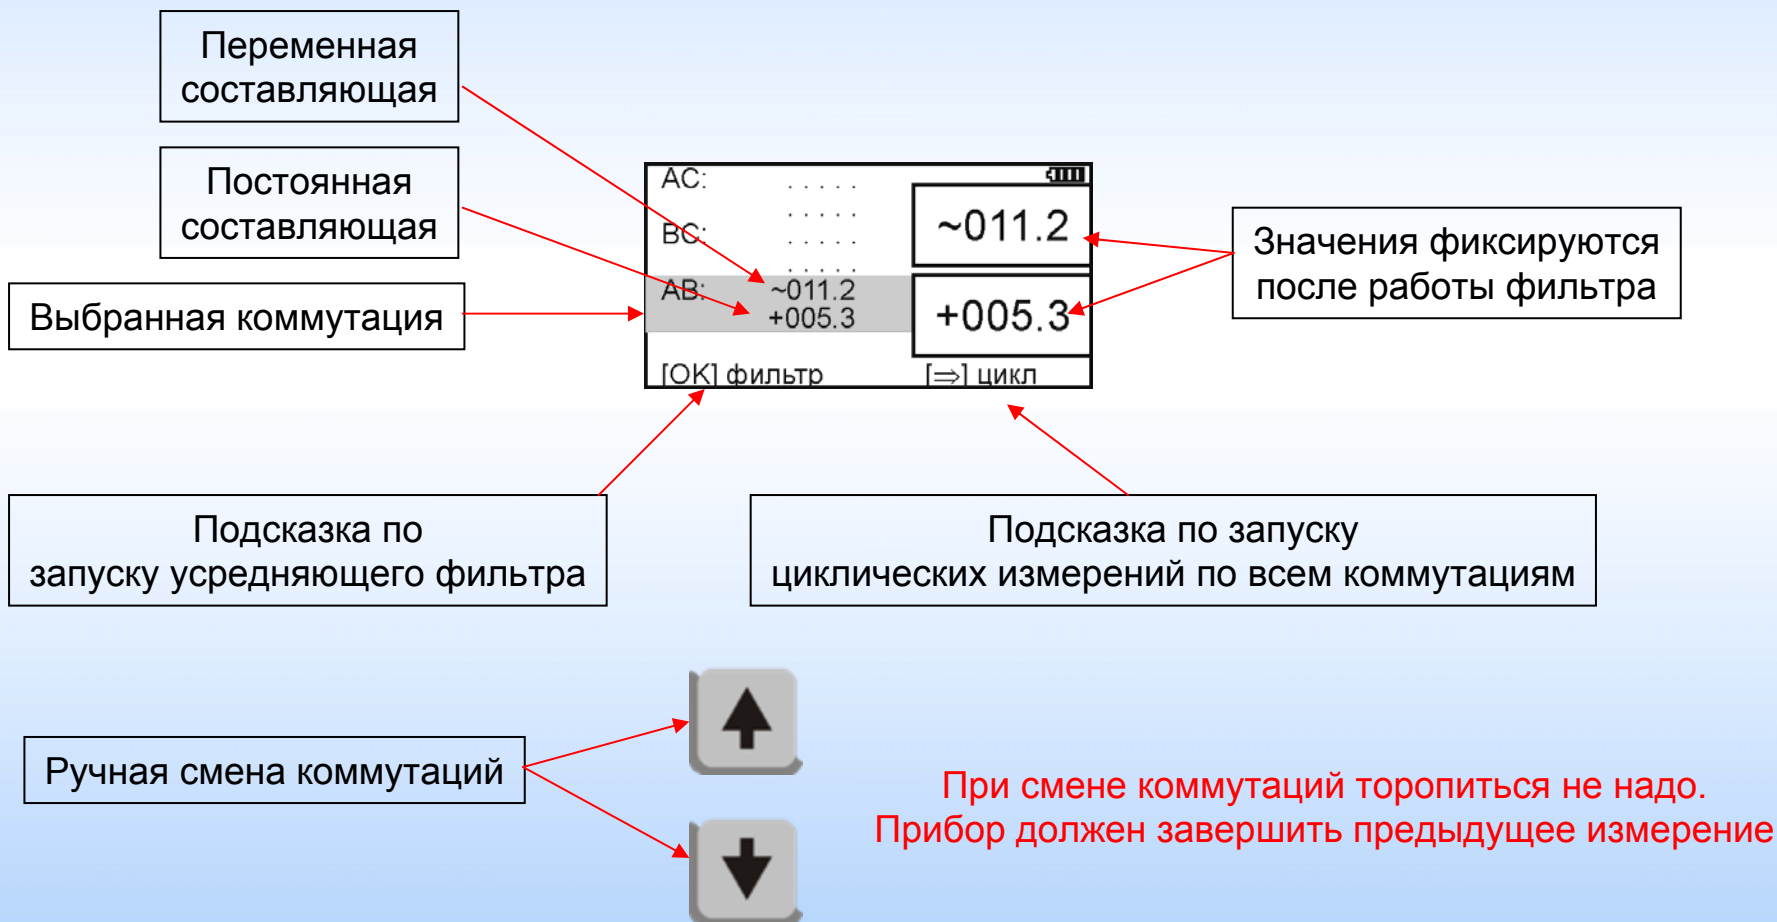 Переменная
составляющая
Постоянная
составляющая
Выбранная коммутация
AC: . . . . .
. . . . .
BC: . . . . .
. . . . .
AB: ~011.2
+005.3
~011.2
+005.3
[OK] фильтр [⇒] цикл
Значения фиксируются
после работы фильтра
Подсказка по
запуску усредняющего фильтра
Подсказка по запуску
циклических измерений по всем коммутациям
Ручная смена коммутаций
При смене коммутаций торопиться не надо.
Прибор должен завершить предыдущее измерение